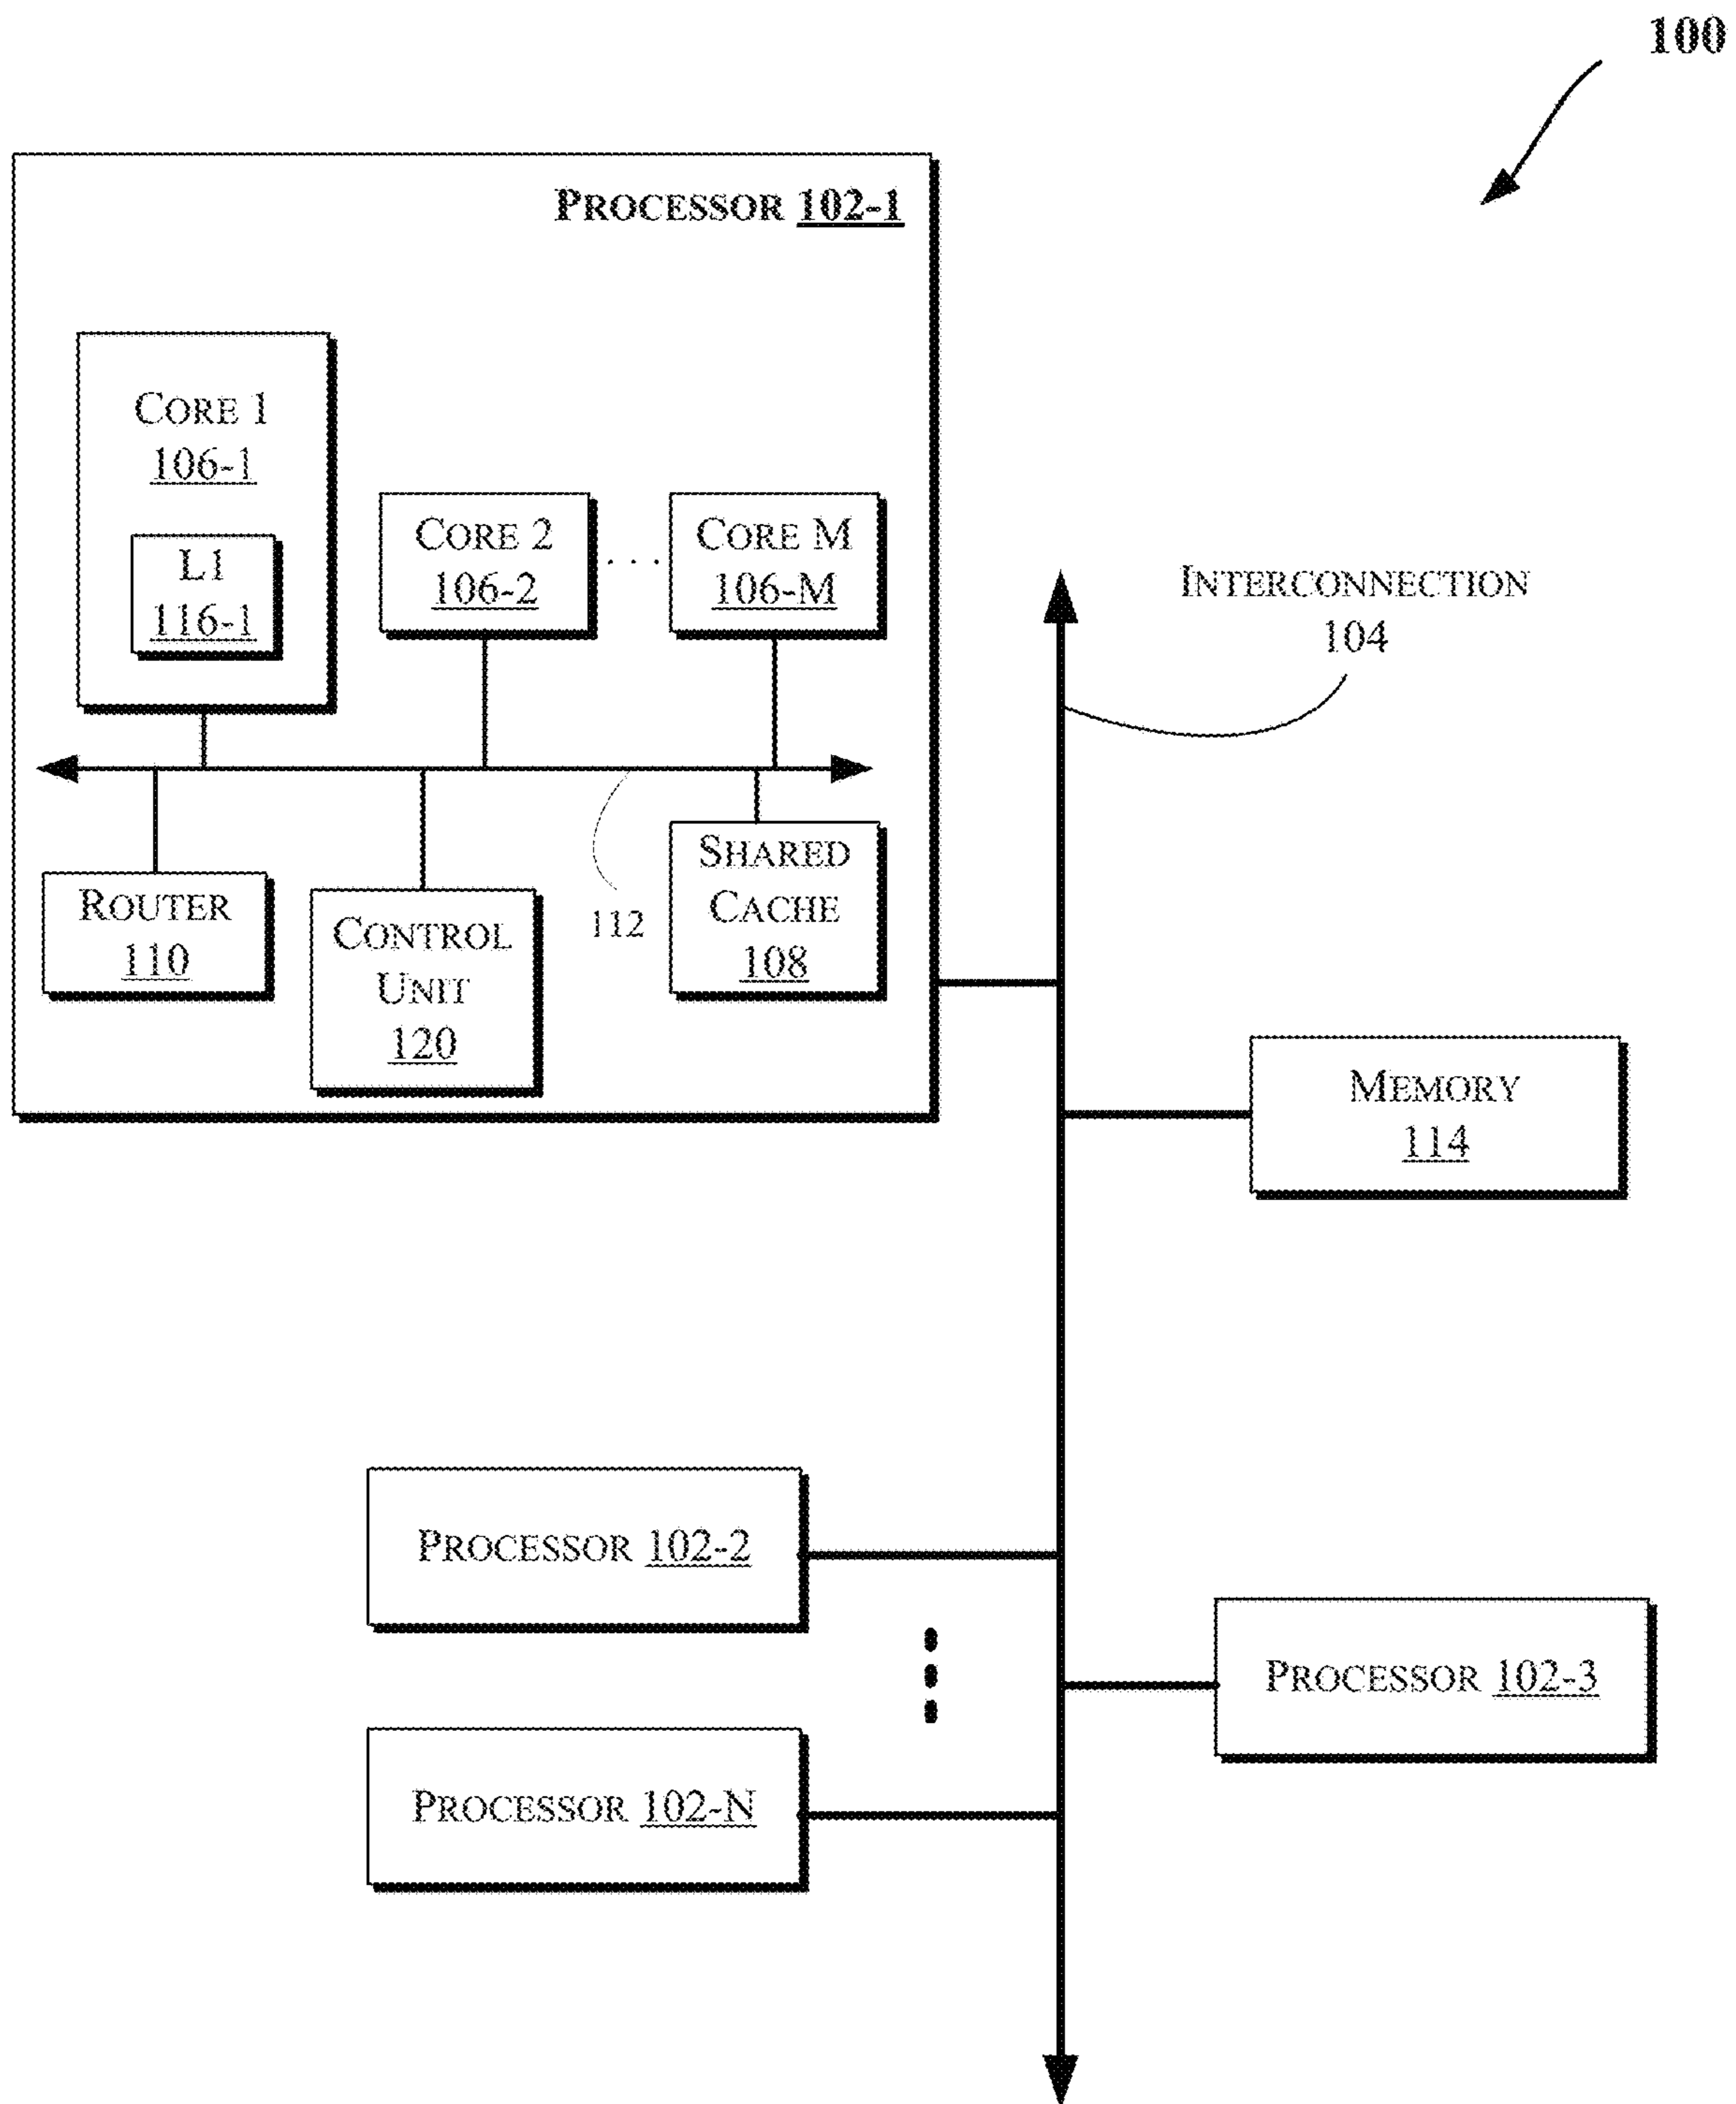 100
PROCESSOR 102-1
CORE 1
106-1
L1
116-1
CORE 2
106-2
. . .
CORE M
106-M
INTERCONNECTION
104
ROUTER
110
CONTROL
UNIT
120
112
SHARED
CACHE
108
MEMORY
114
PROCESSOR 102-2
PROCESSOR 102-3
PROCESSOR 102-N